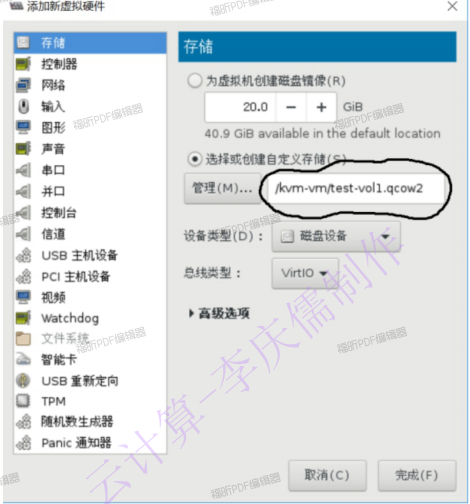 添加新虚拟硬件
存储
控制器
网络
输入
图形
声音
串口
并口
控制台
信道
USB 主机设备
PCI 主机设备
视频
Watchdog
文件系统
智能卡
USB 重新定向
TPM
随机数生成器
Panic 通知器
存储
为虚拟机创建磁盘镜像(R)
20.0 − + GiB
40.9 GiB available in the default location
选择或创建自定义存储(S)
管理(M)... /kvm-vm/test-vol1.qcow2
设备类型(D)： 磁盘设备
总线类型： VirtIO
高级选项
取消(C) 完成(F)
云计算-李庆儒制作
福昕PDF编辑器
福昕PDF编辑器
福昕PDF编辑器
福昕PDF编辑器
福昕PDF编辑器
福昕PDF编辑器